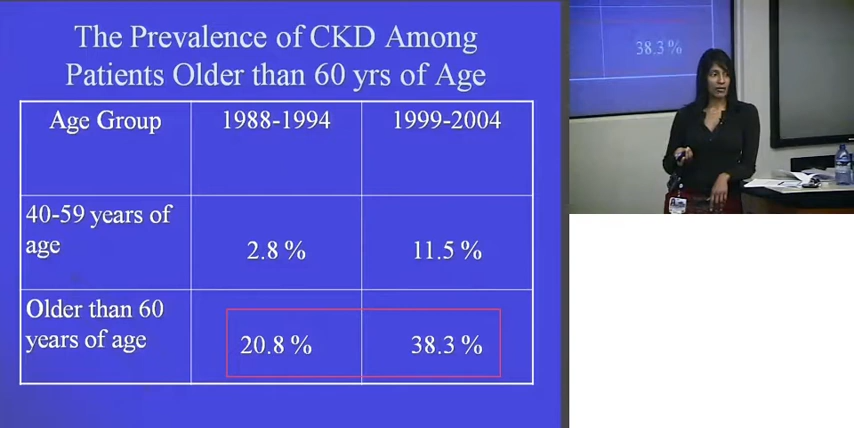 The Prevalence of CKD Among
Patients Older than 60 yrs of Age
Age Group 1988-1994 1999-2004
40-59 years of
age 2.8 % 11.5 %
Older than 60
years of age 20.8 % 38.3 %
38.3 %